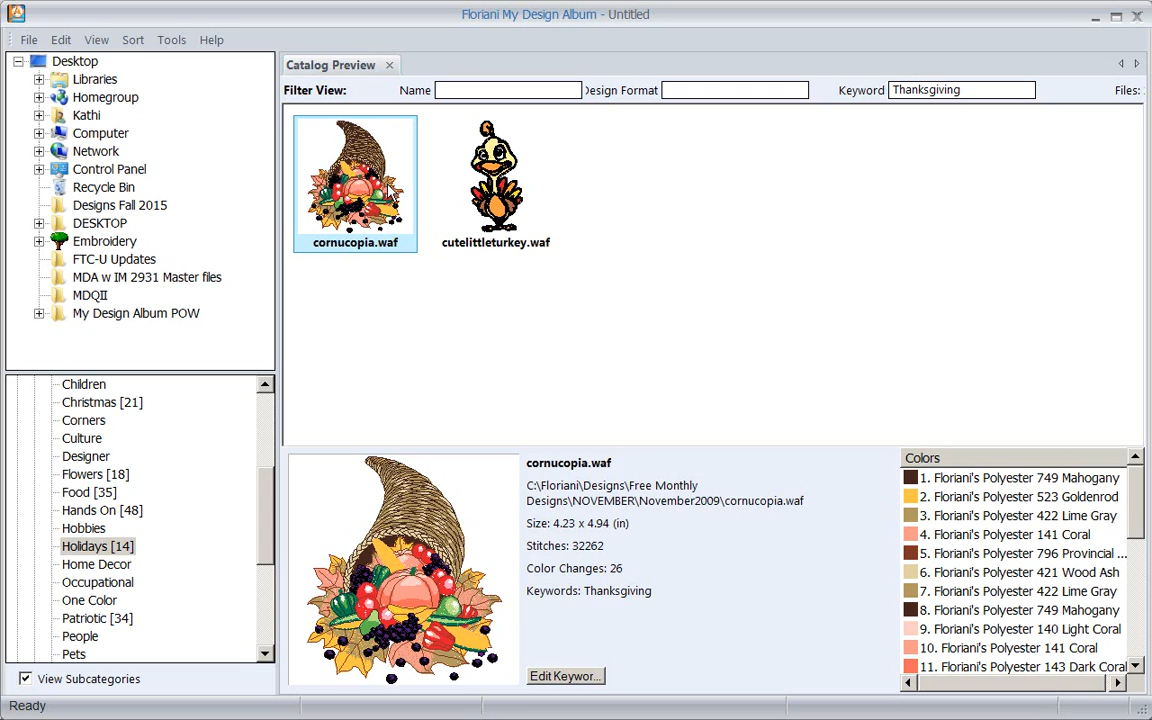 Floriani My Design Album - Untitled
File Edit View Sort Tools Help
Desktop
Libraries
Homegroup
Kathi
Computer
Network
Control Panel
Recycle Bin
Designs Fall 2015
DESKTOP
Embroidery
FTC-U Updates
MDA w IM 2931 Master files
MDQII
My Design Album POW
Children
Christmas [21]
Corners
Culture
Designer
Flowers [18]
Food [35]
Hands On [48]
Hobbies
Holidays [14]
Home Decor
Occupational
One Color
Patriotic [34]
People
Pets
View Subcategories
Catalog Preview
Filter View: Name Design Format Keyword Thanksgiving Files:
cornucopia.waf cutelittleturkey.waf
cornucopia.waf
C:\Floriani\Designs\Free Monthly
Designs\NOVEMBER\November2009\cornucopia.waf
Size: 4.23 x 4.94 (in)
Stitches: 32262
Color Changes: 26
Keywords: Thanksgiving
Edit Keywor...
Colors
1. Floriani's Polyester 749 Mahogany
2. Floriani's Polyester 523 Goldenrod
3. Floriani's Polyester 422 Lime Gray
4. Floriani's Polyester 141 Coral
5. Floriani's Polyester 796 Provincial ...
6. Floriani's Polyester 421 Wood Ash
7. Floriani's Polyester 422 Lime Gray
8. Floriani's Polyester 749 Mahogany
9. Floriani's Polyester 140 Light Coral
10. Floriani's Polyester 141 Coral
11. Floriani's Polyester 143 Dark Coral
Ready